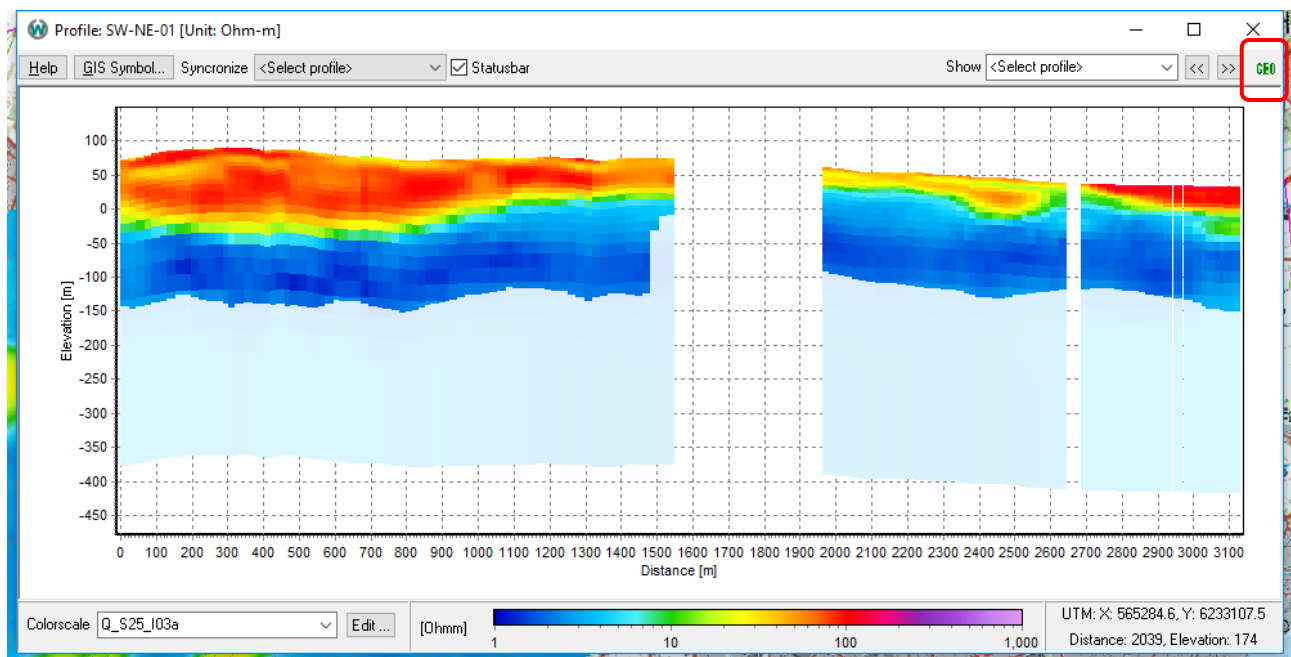 Profile: SW-NE-01 [Unit: Ohm-m]
Help GIS Symbol... Syncronize <Select profile> Statusbar Show <Select profile> << >> GEO
100
50
0
-50
-100
-150
-200
-250
-300
-350
-400
-450
Elevation [m]
0 100 200 300 400 500 600 700 800 900 1000 1100 1200 1300 1400 1500 1600 1700 1800 1900 2000 2100 2200 2300 2400 2500 2600 2700 2800 2900 3000 3100
Distance [m]
Colorscale Q_S25_I03a Edit ... [Ohmm]
1 10 100 1,000
UTM: X: 565284.6, Y: 6233107.5
Distance: 2039, Elevation: 174